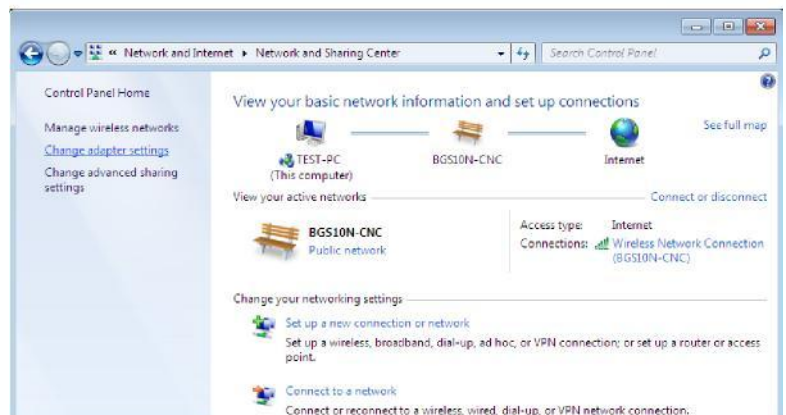 « Network and Internet ▸ Network and Sharing Center
Search Control Panel
Control Panel Home
Manage wireless networks
Change adapter settings
Change advanced sharing
settings
View your basic network information and set up connections
See full map
TEST-PC
(This computer)
BGS10N-CNC
Internet
View your active networks
Connect or disconnect
BGS10N-CNC
Public network
Access type: Internet
Connections: Wireless Network Connection
(BGS10N-CNC)
Change your networking settings
Set up a new connection or network
Set up a wireless, broadband, dial-up, ad hoc, or VPN connection; or set up a router or access
point.
Connect to a network
Connect or reconnect to a wireless, wired, dial-up, or VPN network connection.